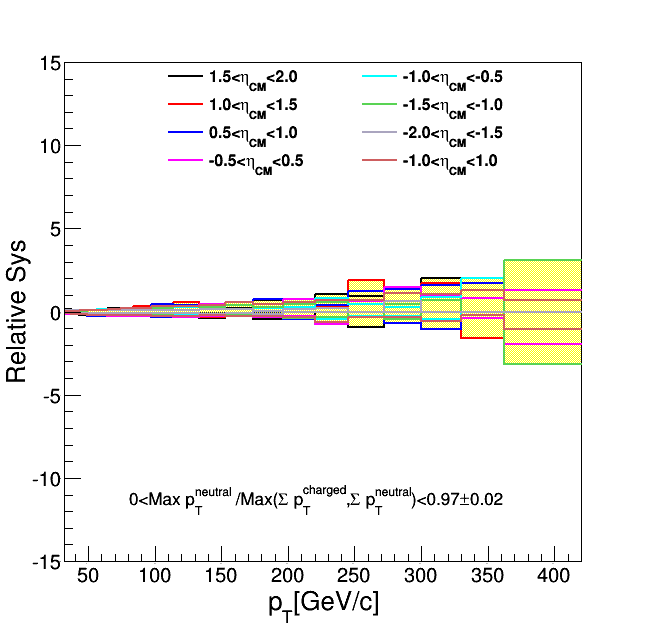 15
1.5<η_CM<2.0
-1.0<η_CM<-0.5
1.0<η_CM<1.5
-1.5<η_CM<-1.0
0.5<η_CM<1.0
-2.0<η_CM<-1.5
-0.5<η_CM<0.5
-1.0<η_CM<1.0
10
5
0
-5
-10
-15
Relative Sys
0<Max p_T^neutral /Max(Σ p_T^charged,Σ p_T^neutral)<0.97±0.02
50 100 150 200 250 300 350 400
p_T[GeV/c]